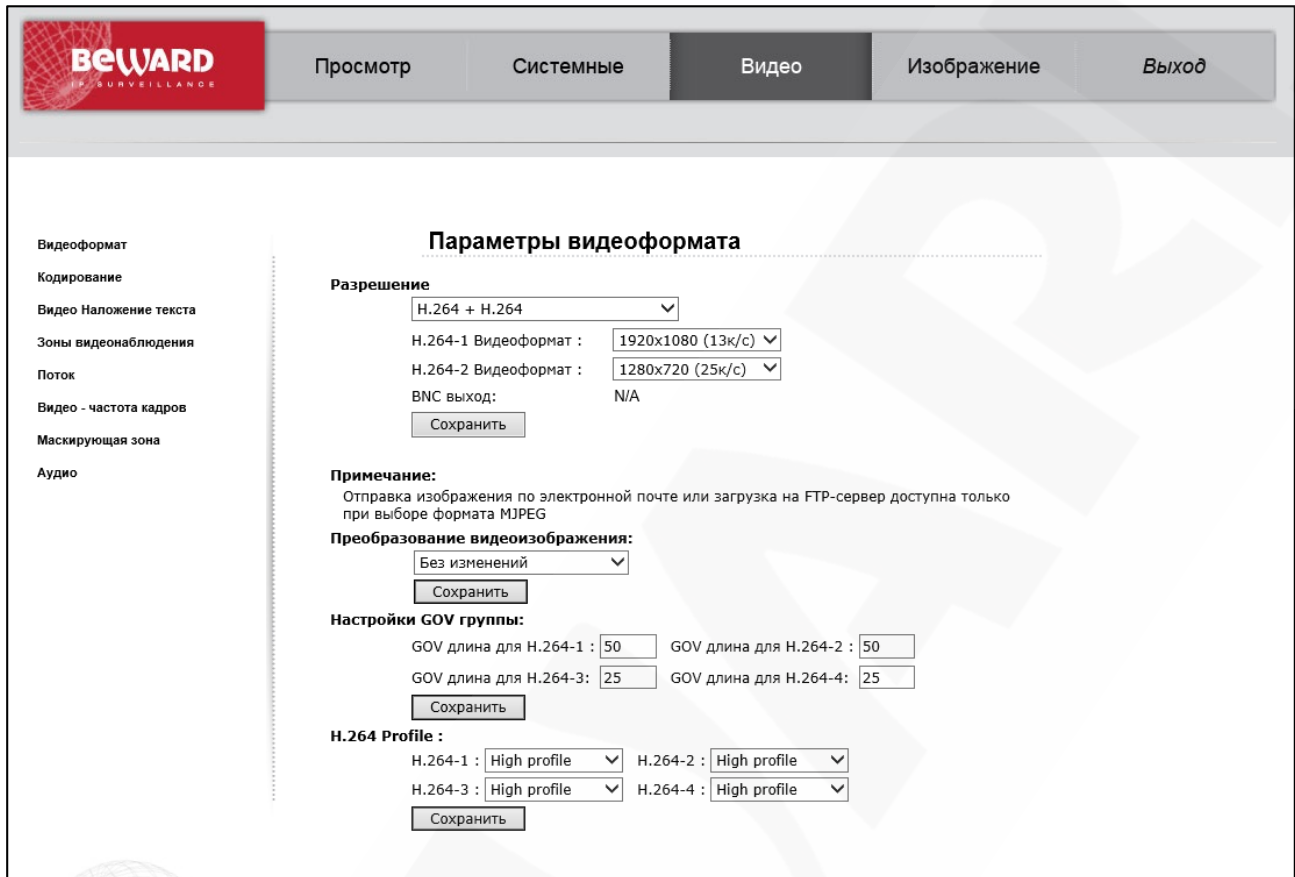 BEWARD
IP SURVEILLANCE
Просмотр
Системные
Видео
Изображение
Выход
Видеоформат
Кодирование
Видео Наложение текста
Зоны видеонаблюдения
Поток
Видео - частота кадров
Маскирующая зона
Аудио
Параметры видеоформата
Разрешение
H.264 + H.264
H.264-1 Видеоформат : 1920x1080 (13к/с)
H.264-2 Видеоформат : 1280x720 (25к/с)
BNC выход: N/A
Сохранить
Примечание:
Отправка изображения по электронной почте или загрузка на FTP-сервер доступна только
при выборе формата MJPEG
Преобразование видеоизображения:
Без изменений
Сохранить
Настройки GOV группы:
GOV длина для H.264-1 : 50 GOV длина для H.264-2 : 50
GOV длина для H.264-3: 25 GOV длина для H.264-4: 25
Сохранить
H.264 Profile :
H.264-1 : High profile H.264-2 : High profile
H.264-3 : High profile H.264-4 : High profile
Сохранить